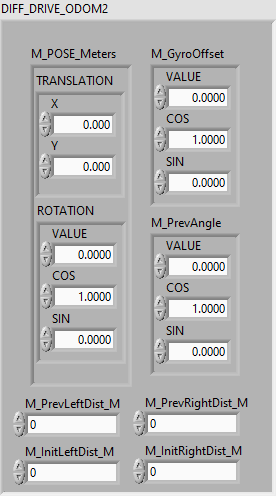 DIFF_DRIVE_ODOM2
M_POSE_Meters
TRANSLATION
X
0.000
Y
0.000
ROTATION
VALUE
0.0000
COS
1.0000
SIN
0.0000
M_GyroOffset
VALUE
0.0000
COS
1.0000
SIN
0.0000
M_PrevAngle
VALUE
0.0000
COS
1.0000
SIN
0.0000
M_PrevLeftDist_M
0
M_PrevRightDist_M
0
M_InitLeftDist_M
0
M_InitRightDist_M
0